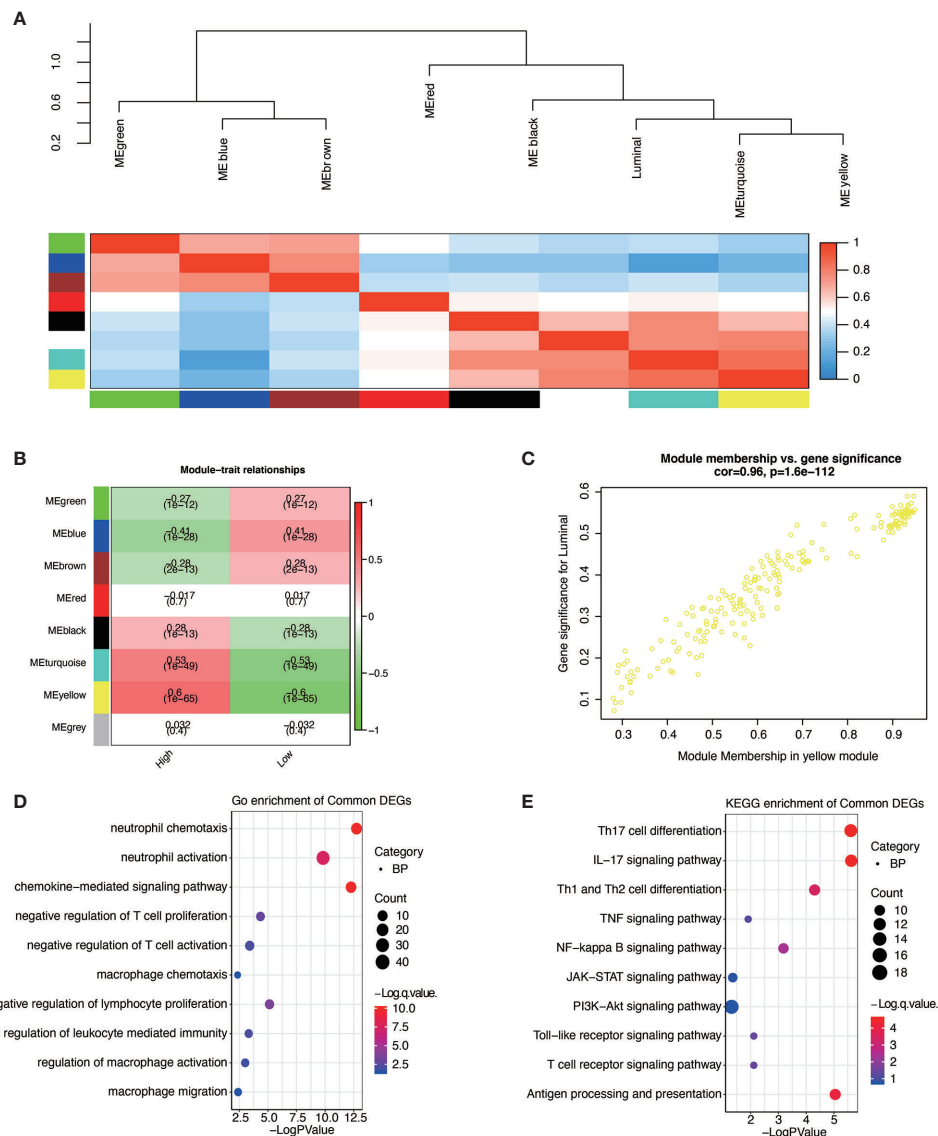 A
1.0
0.6
0.2
MEgreen
MEblue
MEbrown
MEred
MEblack
Luminal
MEturquoise
MEyellow
1
0.8
0.6
0.4
0.2
0
B
Module−trait relationships
MEgreen
−0.27
(1e−12)
0.27
(1e−12)
MEblue
−0.41
(1e−28)
0.41
(1e−28)
MEbrown
−0.28
(2e−13)
0.28
(2e−13)
MEred
−0.017
(0.7)
0.017
(0.7)
MEblack
0.28
(1e−13)
−0.28
(1e−13)
MEturquoise
0.53
(1e−49)
−0.53
(1e−49)
MEyellow
0.6
(1e−65)
−0.6
(1e−65)
MEgrey
0.032
(0.4)
−0.032
(0.4)
High
Low
1
0.5
0
−0.5
−1
C
Module membership vs. gene significance
cor=0.96, p=1.6e−112
Gene significance for Luminal
0.6
0.5
0.4
0.3
0.2
0.1
0.3 0.4 0.5 0.6 0.7 0.8 0.9
Module Membership in yellow module
D
Go enrichment of Common DEGs
neutrophil chemotaxis
neutrophil activation
chemokine−mediated signaling pathway
negative regulation of T cell proliferation
negative regulation of T cell activation
macrophage chemotaxis
gative regulation of lymphocyte proliferation
regulation of leukocyte mediated immunity
regulation of macrophage activation
macrophage migration
2.5 5.0 7.5 10.0 12.5
−LogPValue
Category
BP
Count
10
20
30
40
−Log.q.value.
10.0
7.5
5.0
2.5
E
KEGG enrichment of Common DEGs
Th17 cell differentiation
IL−17 signaling pathway
Th1 and Th2 cell differentiation
TNF signaling pathway
NF−kappa B signaling pathway
JAK−STAT signaling pathway
PI3K−Akt signaling pathway
Toll−like receptor signaling pathway
T cell receptor signaling pathway
Antigen processing and presentation
2 3 4 5
−LogPValue
Category
BP
Count
10
12
14
16
18
−Log.q.value.
4
3
2
1